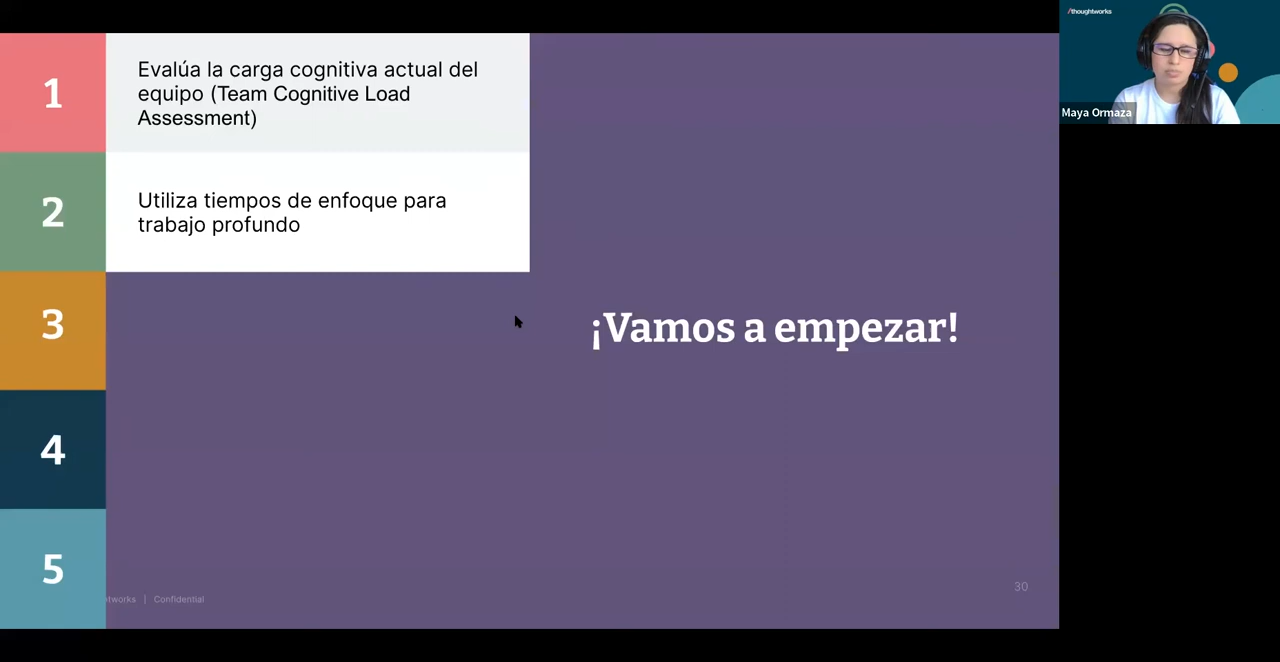 1
Evalúa la carga cognitiva actual del
equipo (Team Cognitive Load
Assessment)
2
Utiliza tiempos de enfoque para
trabajo profundo
3
4
5
¡Vamos a empezar!
tworks | Confidential
30
/thoughtworks
Maya Ormaza